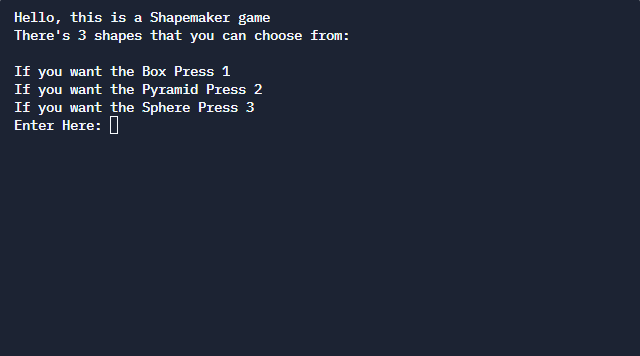 Hello, this is a Shapemaker game
There's 3 shapes that you can choose from:
If you want the Box Press 1
If you want the Pyramid Press 2
If you want the Sphere Press 3
Enter Here: